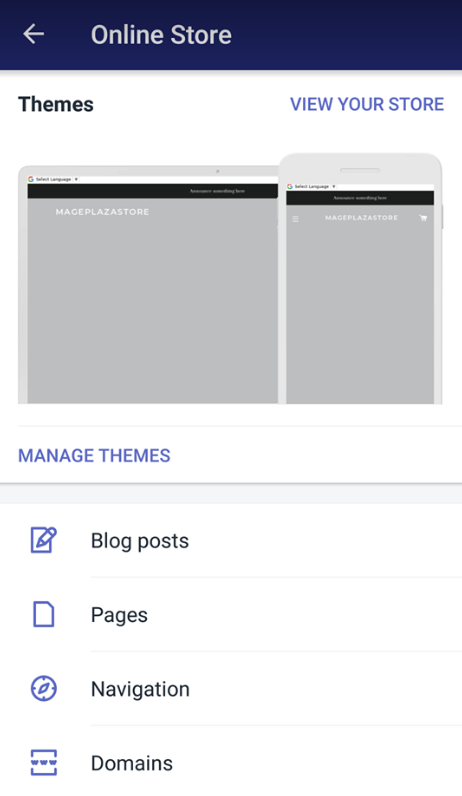 Online Store
Themes
VIEW YOUR STORE
G Select Language ▼
Announce something here
MAGEPLAZASTORE
G Select Language ▼
Announce something here
MAGEPLAZASTORE
MANAGE THEMES
Blog posts
Pages
Navigation
www
Domains